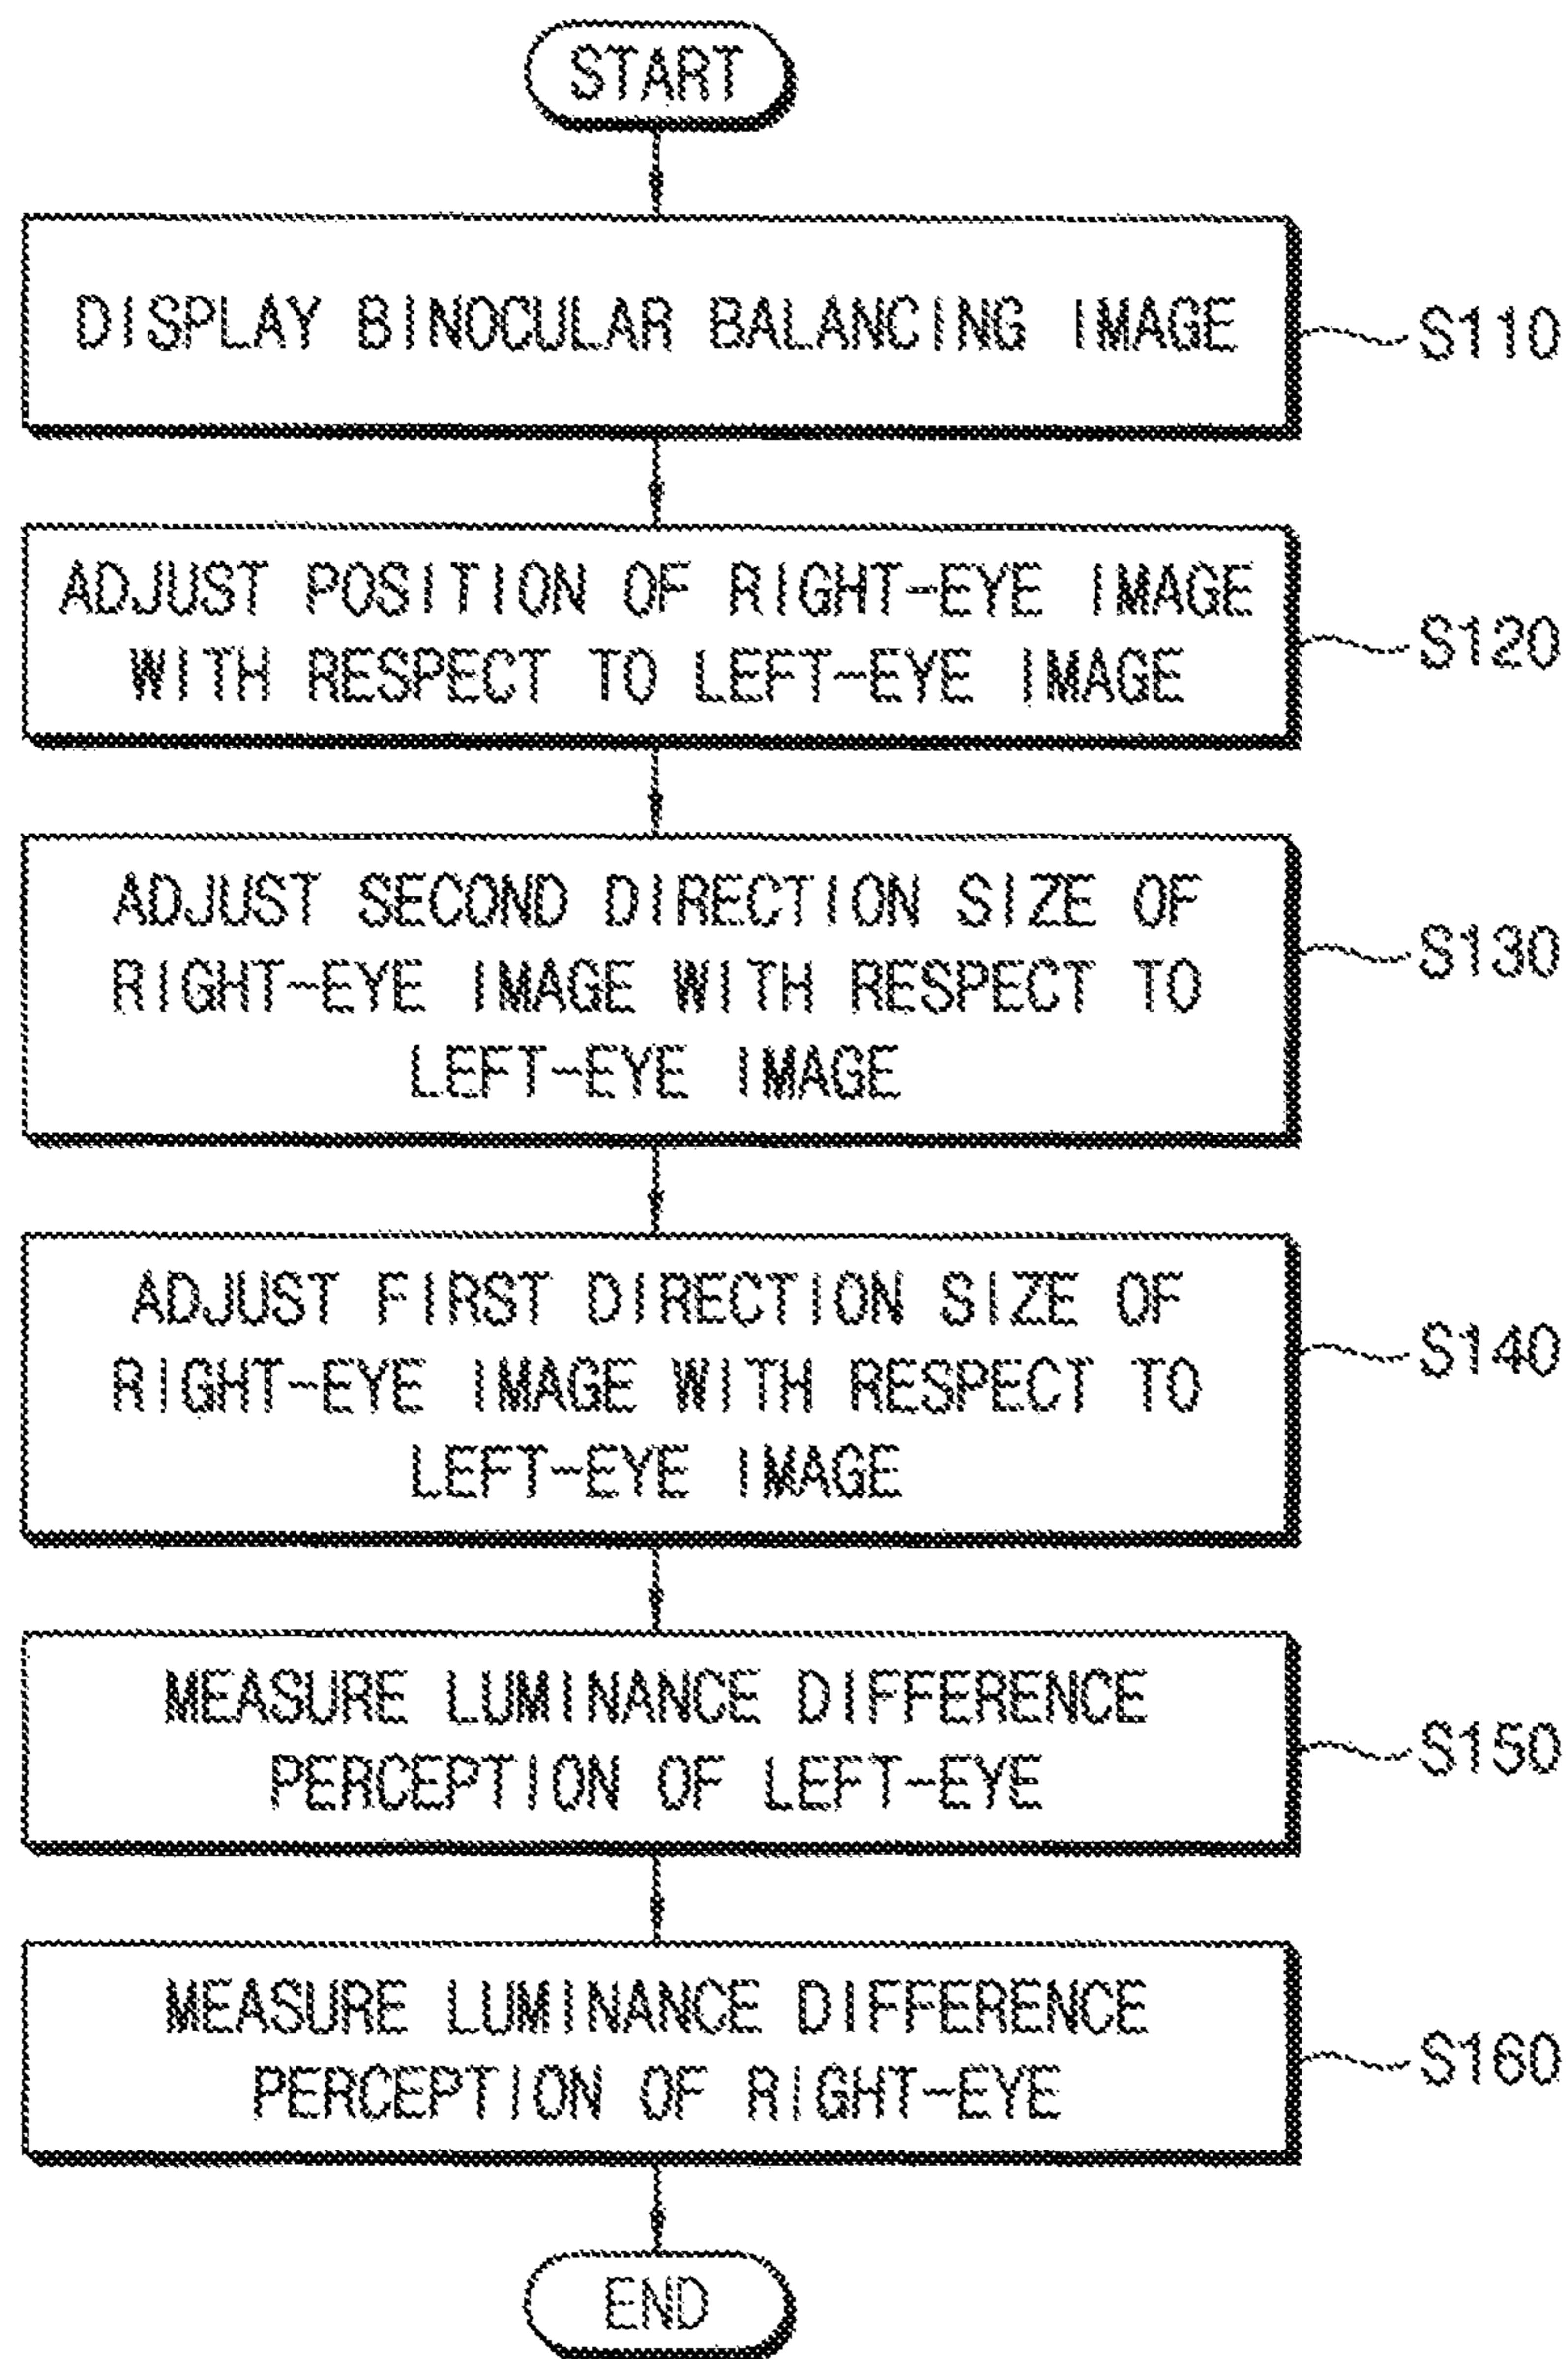 START
DISPLAY BINOCULAR BALANCING IMAGE
S110
ADJUST POSITION OF RIGHT-EYE IMAGE
WITH RESPECT TO LEFT-EYE IMAGE
S120
ADJUST SECOND DIRECTION SIZE OF
RIGHT-EYE IMAGE WITH RESPECT TO
LEFT-EYE IMAGE
S130
ADJUST FIRST DIRECTION SIZE OF
RIGHT-EYE IMAGE WITH RESPECT TO
LEFT-EYE IMAGE
S140
MEASURE LUMINANCE DIFFERENCE
PERCEPTION OF LEFT-EYE
S150
MEASURE LUMINANCE DIFFERENCE
PERCEPTION OF RIGHT-EYE
S160
END